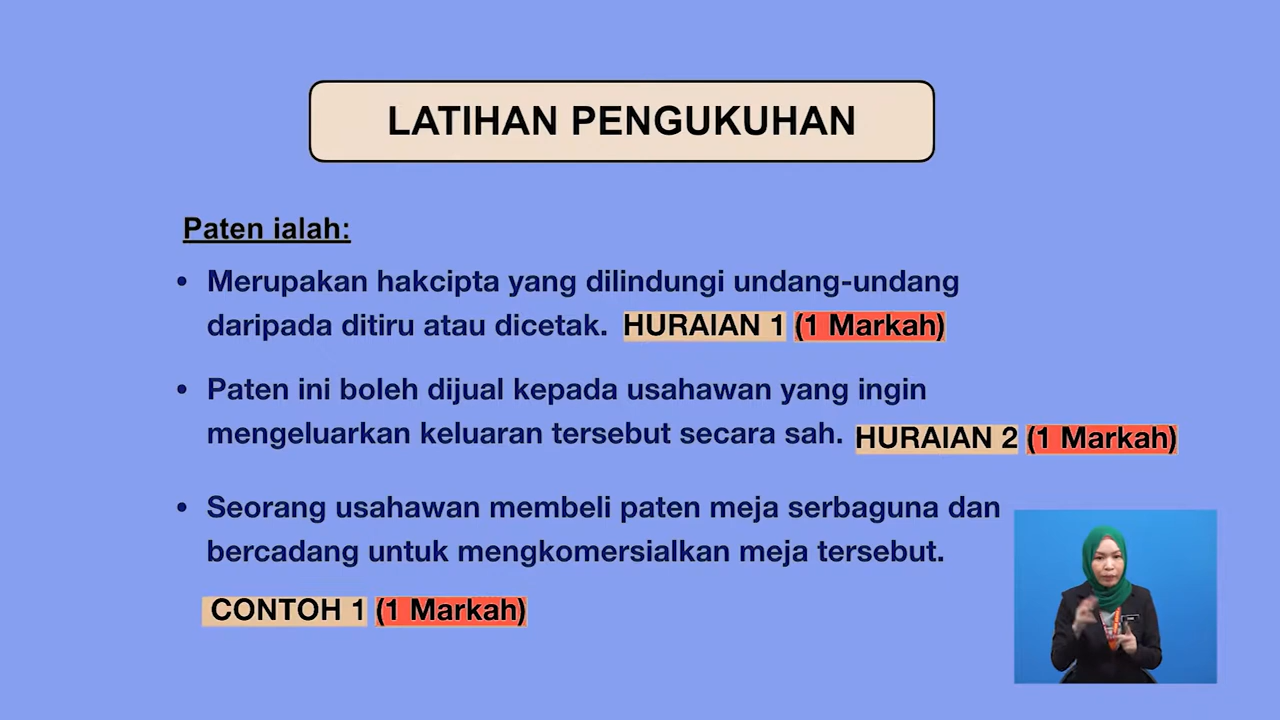 LATIHAN PENGUKUHAN
Paten ialah:
• Merupakan hakcipta yang dilindungi undang-undang
daripada ditiru atau dicetak. HURAIAN 1 (1 Markah)
• Paten ini boleh dijual kepada usahawan yang ingin
mengeluarkan keluaran tersebut secara sah. HURAIAN 2 (1 Markah)
• Seorang usahawan membeli paten meja serbaguna dan
bercadang untuk mengkomersialkan meja tersebut.
CONTOH 1 (1 Markah)